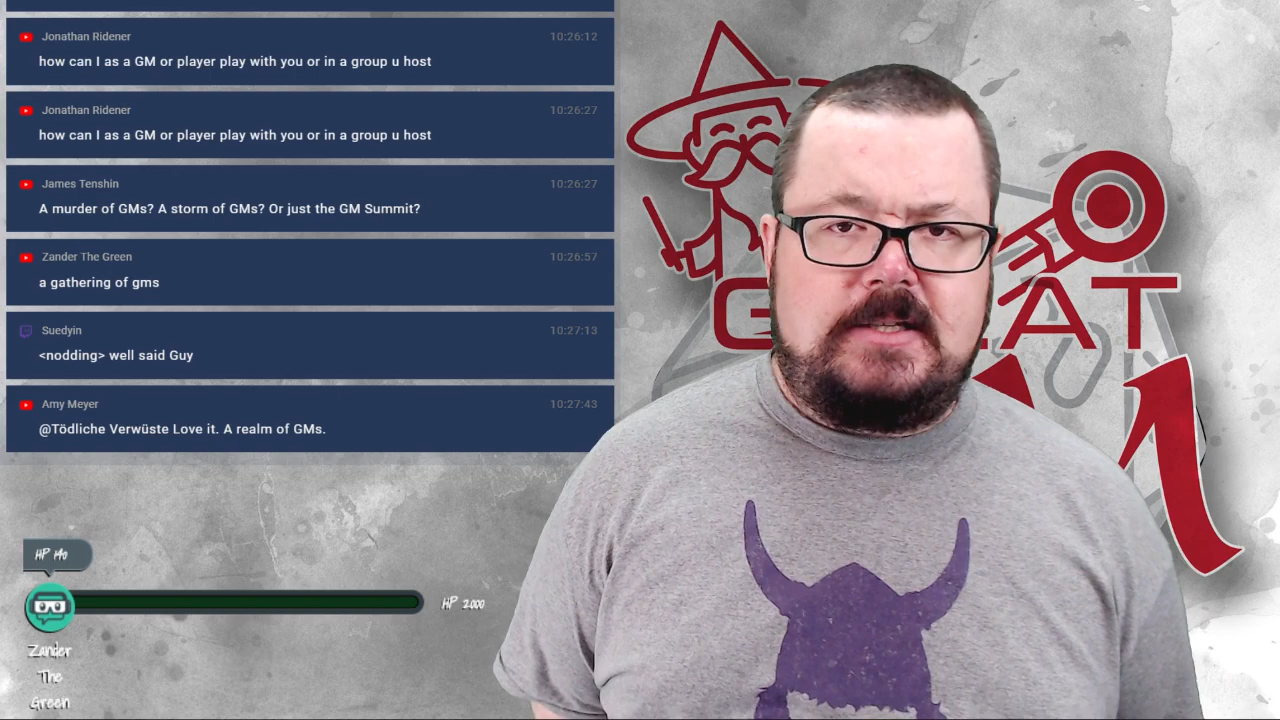 Jonathan Ridener 10:26:12
how can I as a GM or player play with you or in a group u host
Jonathan Ridener 10:26:27
how can I as a GM or player play with you or in a group u host
James Tenshin 10:26:27
A murder of GMs? A storm of GMs? Or just the GM Summit?
Zander The Green 10:26:57
a gathering of gms
Suedyin 10:27:13
<nodding> well said Guy
Amy Meyer 10:27:43
@Tödliche Verwüste Love it. A realm of GMs.
HP 140
HP 2000
Zander
The
Green